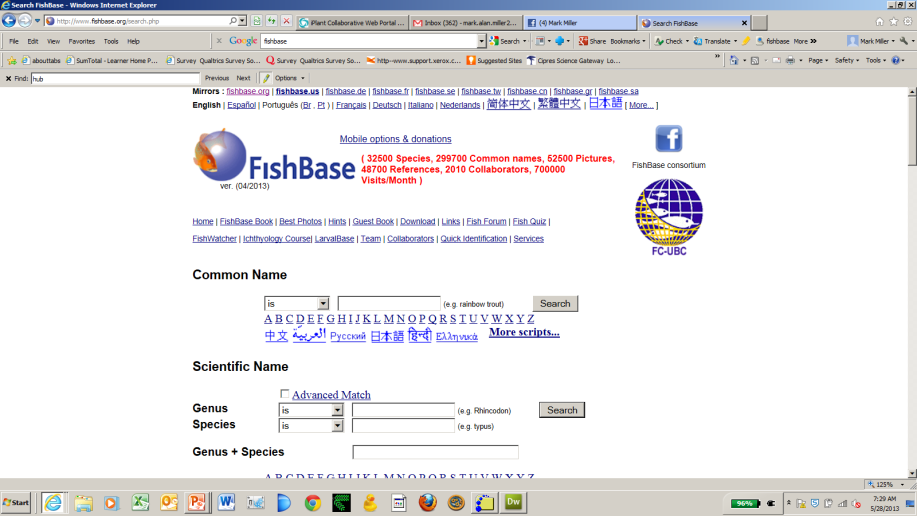 Search FishBase - Windows Internet Explorer
http://www.fishbase.org/search.php
iPlant Collaborative Web Portal ...
Inbox (362) - mark.alan.miller2...
(4) Mark Miller
Search FishBase
File Edit View Favorites Tools Help
x Google fishbase Search Share Bookmarks Check Translate fishbase More >> Mark Miller
abouttabs SumTotal - Learner Home P... Survey Qualtrics Survey So... Survey Qualtrics Survey So... http--www.support.xerox.c... Suggested Sites Cipres Science Gateway Lo... Page Safety Tools
x Find: hub Previous Next Options
Mirrors : fishbase.org | fishbase.us | fishbase.de | fishbase.fr | fishbase.se | fishbase.tw | fishbase.cn | fishbase.gr | fishbase.sa
English | Español | Português (Br , Pt ) | Français | Deutsch | Italiano | Nederlands | 简体中文 | 繁體中文 | 日本語 [ More... ]
FishBase
ver. (04/2013)
Mobile options & donations
( 32500 Species, 299700 Common names, 52500 Pictures,
48700 References, 2010 Collaborators, 700000
Visits/Month )
FishBase consortium
FC-UBC
Home | FishBase Book | Best Photos | Hints | Guest Book | Download | Links | Fish Forum | Fish Quiz |
FishWatcher | Ichthyology Course| LarvalBase | Team | Collaborators | Quick Identification | Services
Common Name
is (e.g. rainbow trout) Search
A B C D E F G H I J K L M N O P Q R S T U V W X Y Z
中文 العربيّة Русский 日本語 हिन्दी Ελληνικά More scripts...
Scientific Name
Advanced Match
Genus is (e.g. Rhincodon) Search
Species is (e.g. typus)
Genus + Species
A B C D E F G H I J K L M N O P Q R S T U V W X Y Z
125%
Start
Dw
96%
7:29 AM
5/28/2013